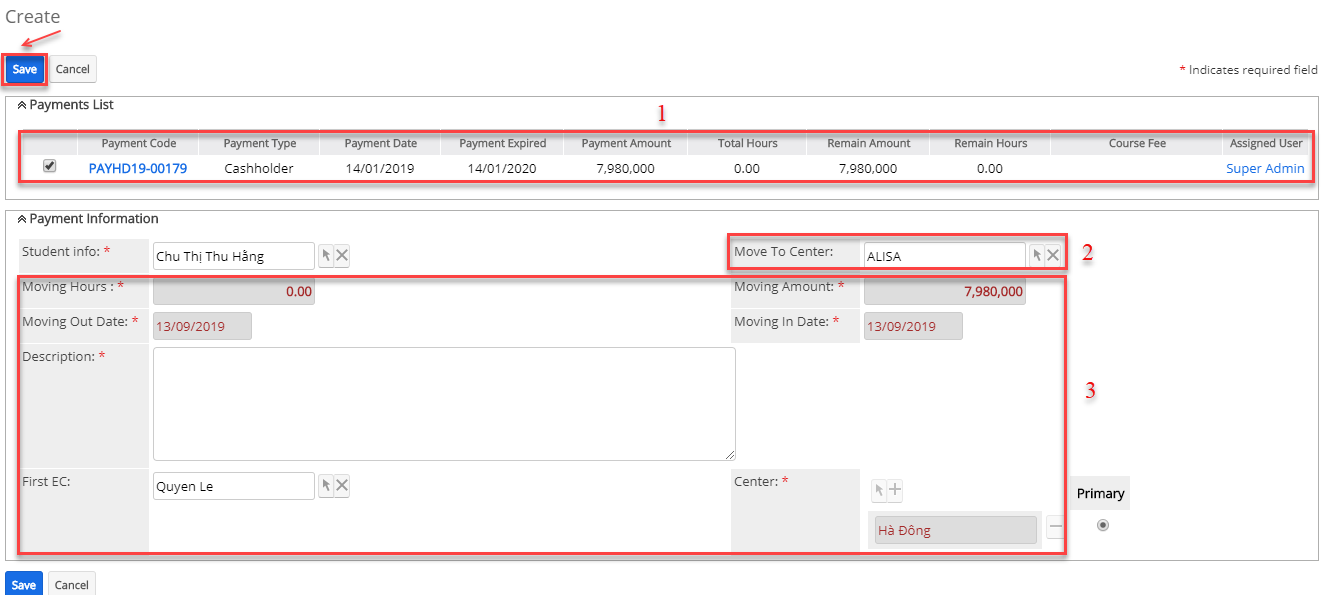 Create
Save Cancel
* Indicates required field
Payments List
1
Payment Code Payment Type Payment Date Payment Expired Payment Amount Total Hours Remain Amount Remain Hours Course Fee Assigned User
PAYHD19-00179 Cashholder 14/01/2019 14/01/2020 7,980,000 0.00 7,980,000 0.00 Super Admin
Payment Information
Student info: * Chu Thị Thu Hằng Move To Center: ALISA 2
Moving Hours : * 0.00 Moving Amount: * 7,980,000
Moving Out Date: * 13/09/2019 Moving In Date: * 13/09/2019
Description: *
3
First EC: Quyen Le Center: *
Primary
Hà Đông
Save Cancel